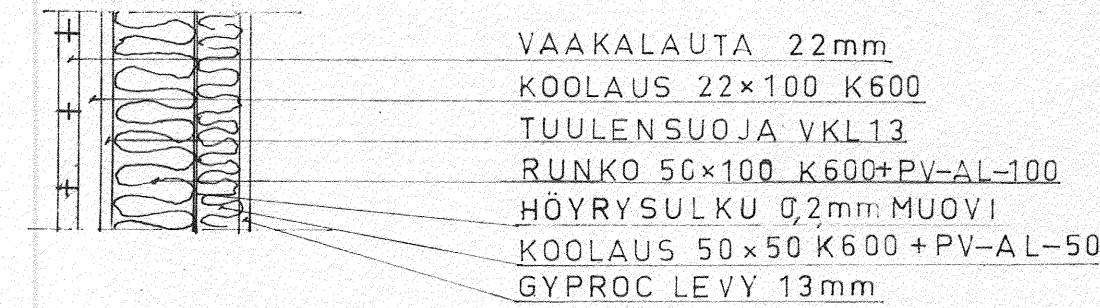 VAAKALAUTA 22mm
KOOLAUS 22×100 K600
TUULENSUOJA VKL13
RUNKO 50×100 K600+PV-AL-100
HÖYRYSULKU 0,2mm MUOVI
KOOLAUS 50×50 K600+PV-AL-50
GYPROC LEVY 13mm